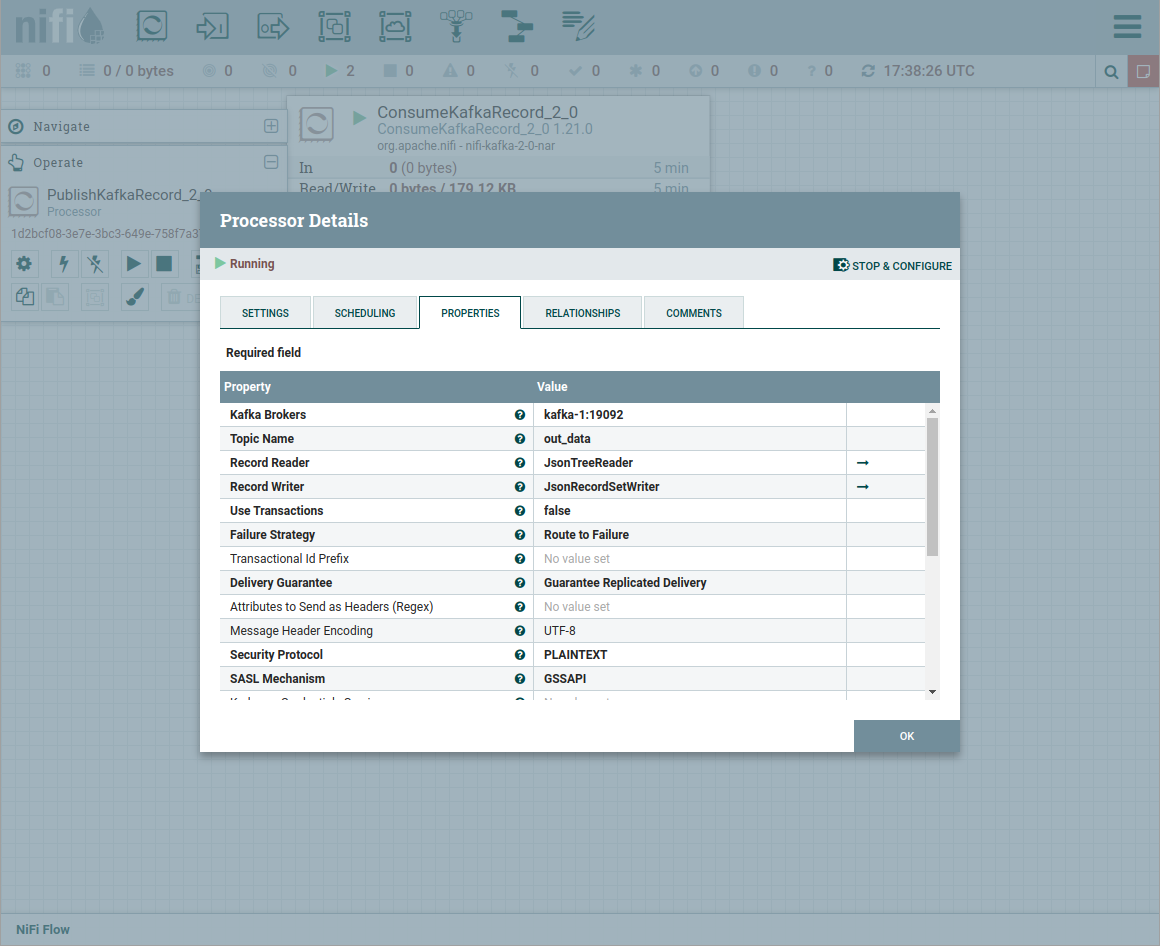 nifi
0 0 / 0 bytes 0 0 2 0 0 0 0 0 0 0 ? 0 17:38:26 UTC
Navigate
Operate
PublishKafkaRecord_2_0
Processor
1d2bcf08-3e7e-3bc3-649e-758f7a3
ConsumeKafkaRecord_2_0
ConsumeKafkaRecord_2_0 1.21.0
org.apache.nifi - nifi-kafka-2-0-nar
In 0 (0 bytes) 5 min
Read/Write 0 bytes / 179.12 KB 5 min
Processor Details
Running STOP & CONFIGURE
SETTINGS SCHEDULING PROPERTIES RELATIONSHIPS COMMENTS
Required field
Property Value
Kafka Brokers kafka-1:19092
Topic Name out_data
Record Reader JsonTreeReader
Record Writer JsonRecordSetWriter
Use Transactions false
Failure Strategy Route to Failure
Transactional Id Prefix No value set
Delivery Guarantee Guarantee Replicated Delivery
Attributes to Send as Headers (Regex) No value set
Message Header Encoding UTF-8
Security Protocol PLAINTEXT
SASL Mechanism GSSAPI
OK
NiFi Flow